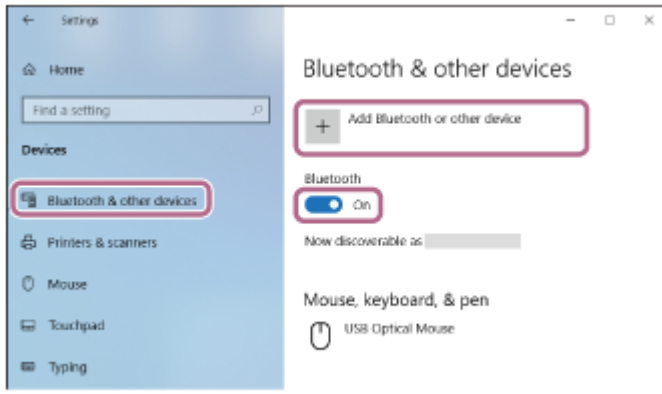 Settings
Home
Find a setting
Devices
Bluetooth & other devices
Printers & scanners
Mouse
Touchpad
Typing
Bluetooth & other devices
Add Bluetooth or other device
Bluetooth
On
Now discoverable as
Mouse, keyboard, & pen
USB Optical Mouse